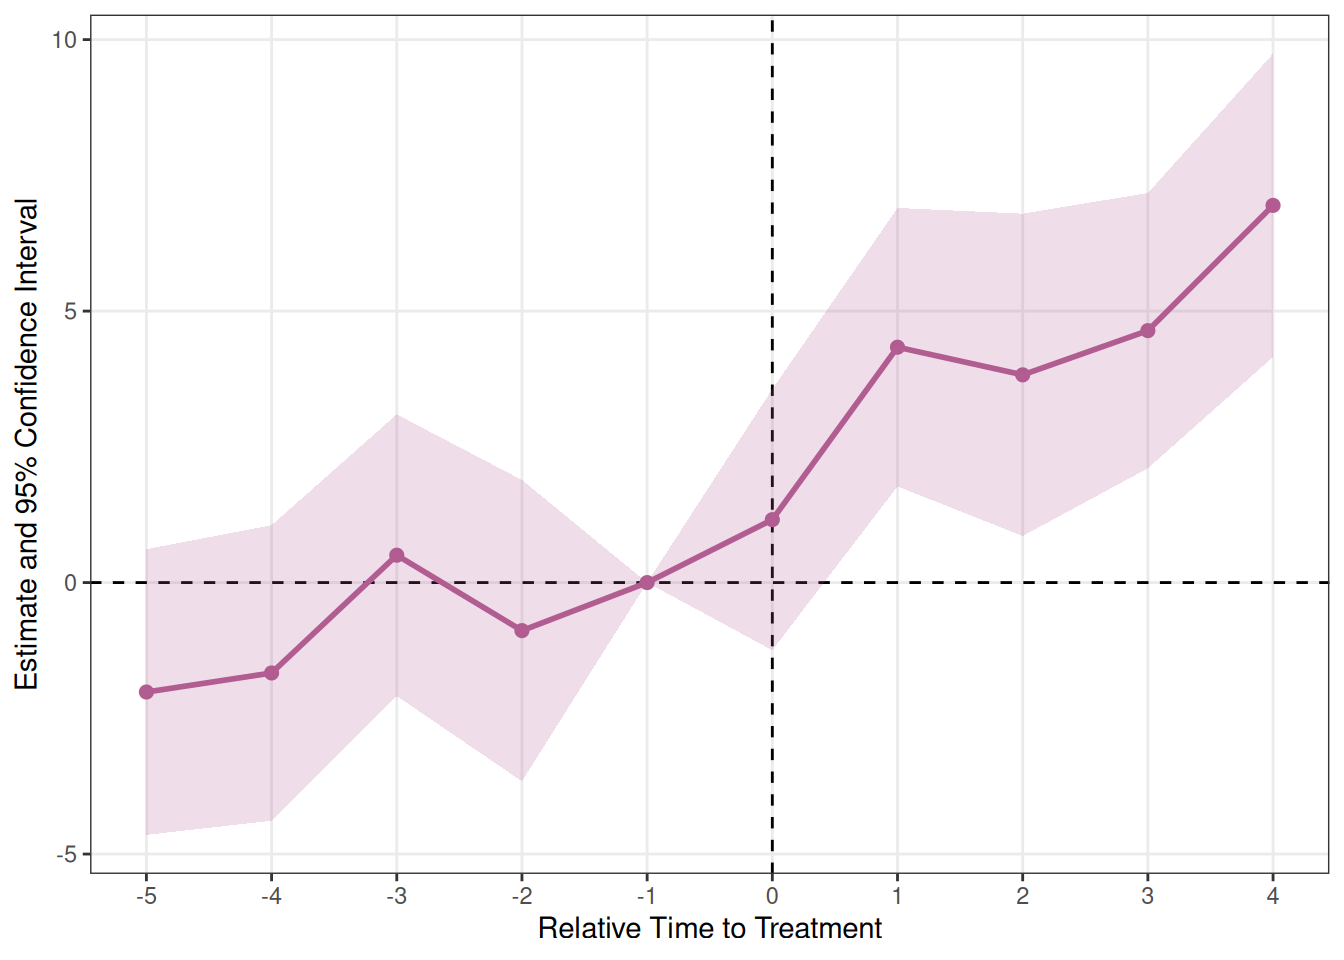 Estimate and 95% Confidence Interval
10
5
0
-5
-5 -4 -3 -2 -1 0 1 2 3 4
Relative Time to Treatment